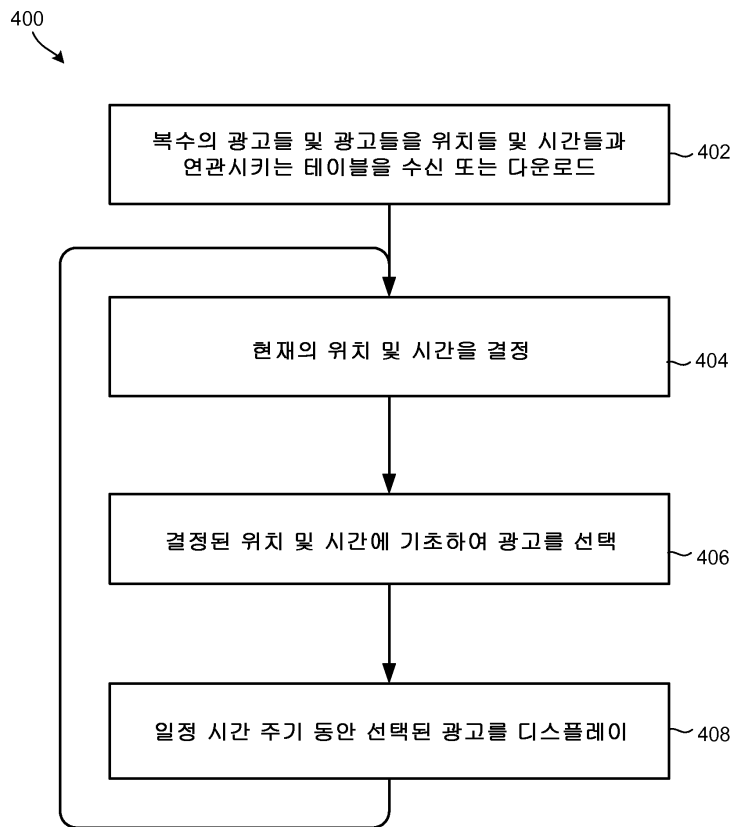 400
복수의 광고들 및 광고들을 위치들 및 시간들과
연관시키는 테이블을 수신 또는 다운로드
402
현재의 위치 및 시간을 결정
404
결정된 위치 및 시간에 기초하여 광고를 선택
406
일정 시간 주기 동안 선택된 광고를 디스플레이
408